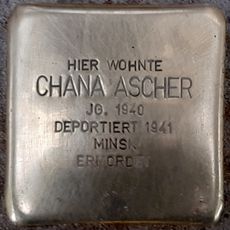 HIER WOHNTE
CHANA ASCHER
JG. 1940
DEPORTIERT 1941
MINSK
ERMORDET